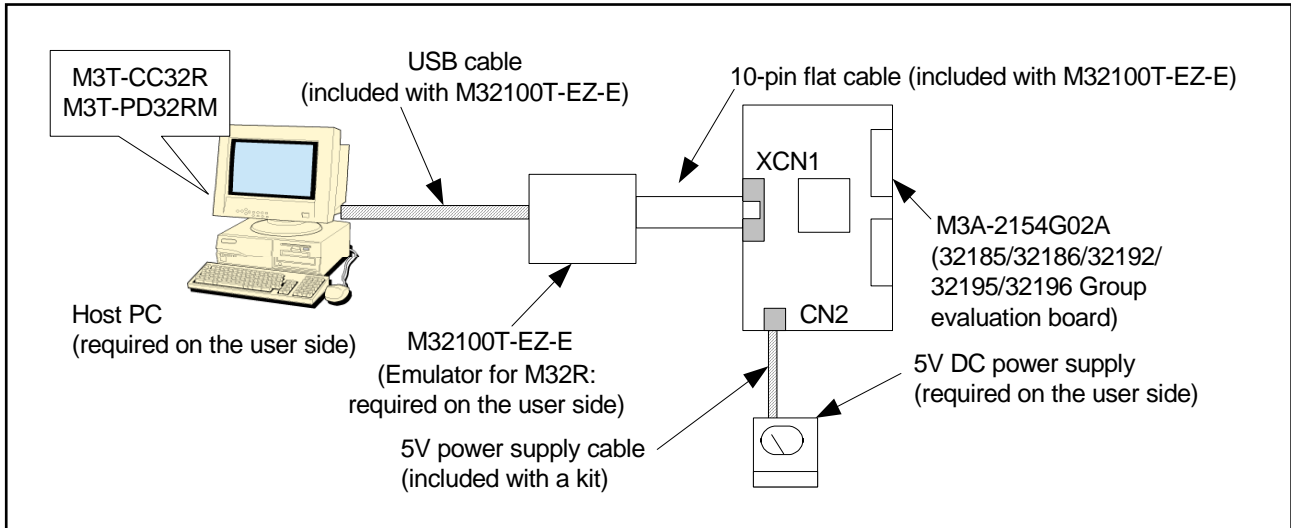 M3T-CC32R
M3T-PD32RM
USB cable
(included with M32100T-EZ-E)
10-pin flat cable (included with M32100T-EZ-E)
XCN1
M3A-2154G02A
(32185/32186/32192/
32195/32196 Group
evaluation board)
Host PC
(required on the user side)
M32100T-EZ-E
(Emulator for M32R:
required on the user side)
CN2
5V DC power supply
(required on the user side)
5V power supply cable
(included with a kit)